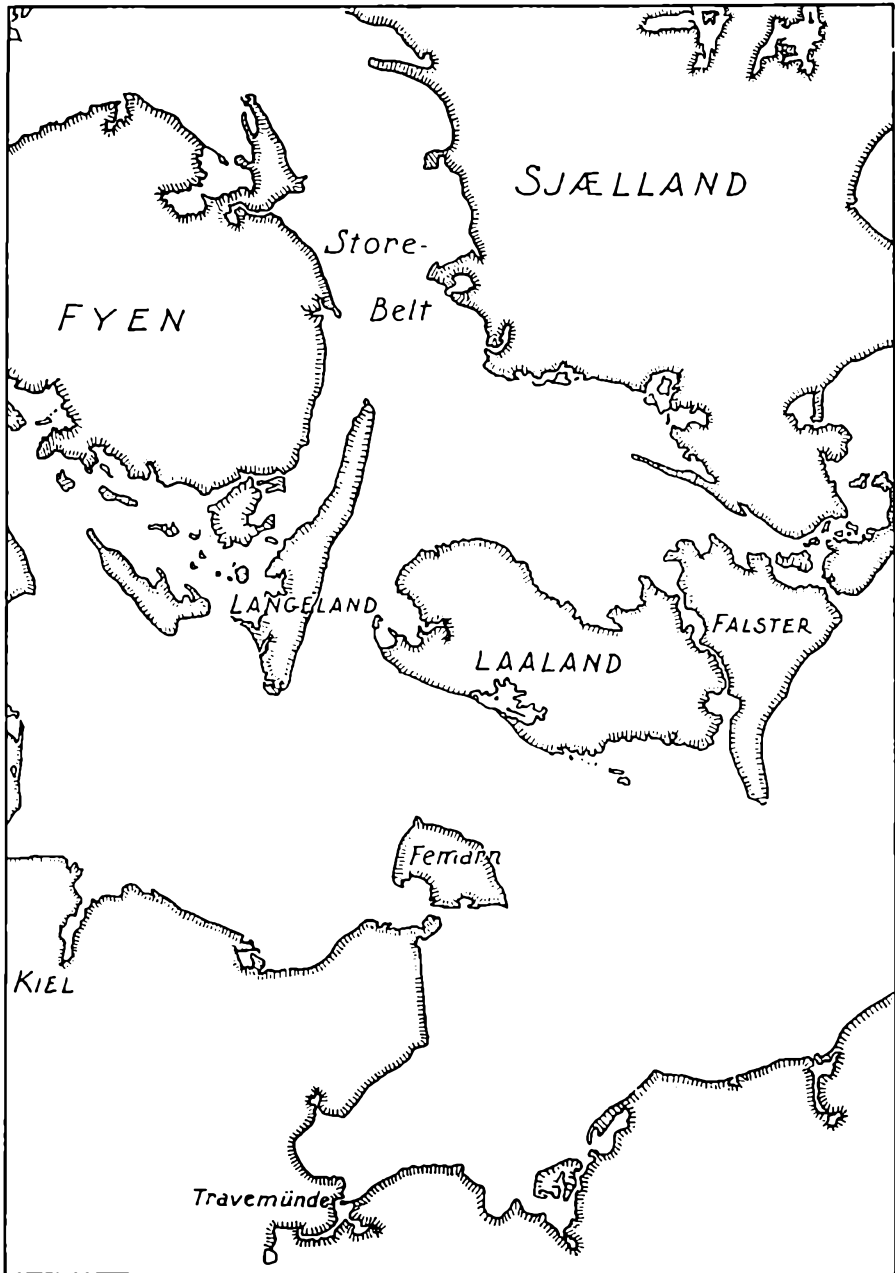 SJÆLLAND
Store-
Belt
FYEN
LANGELAND
FALSTER
LAALAND
Femarn
KIEL
Travemünde